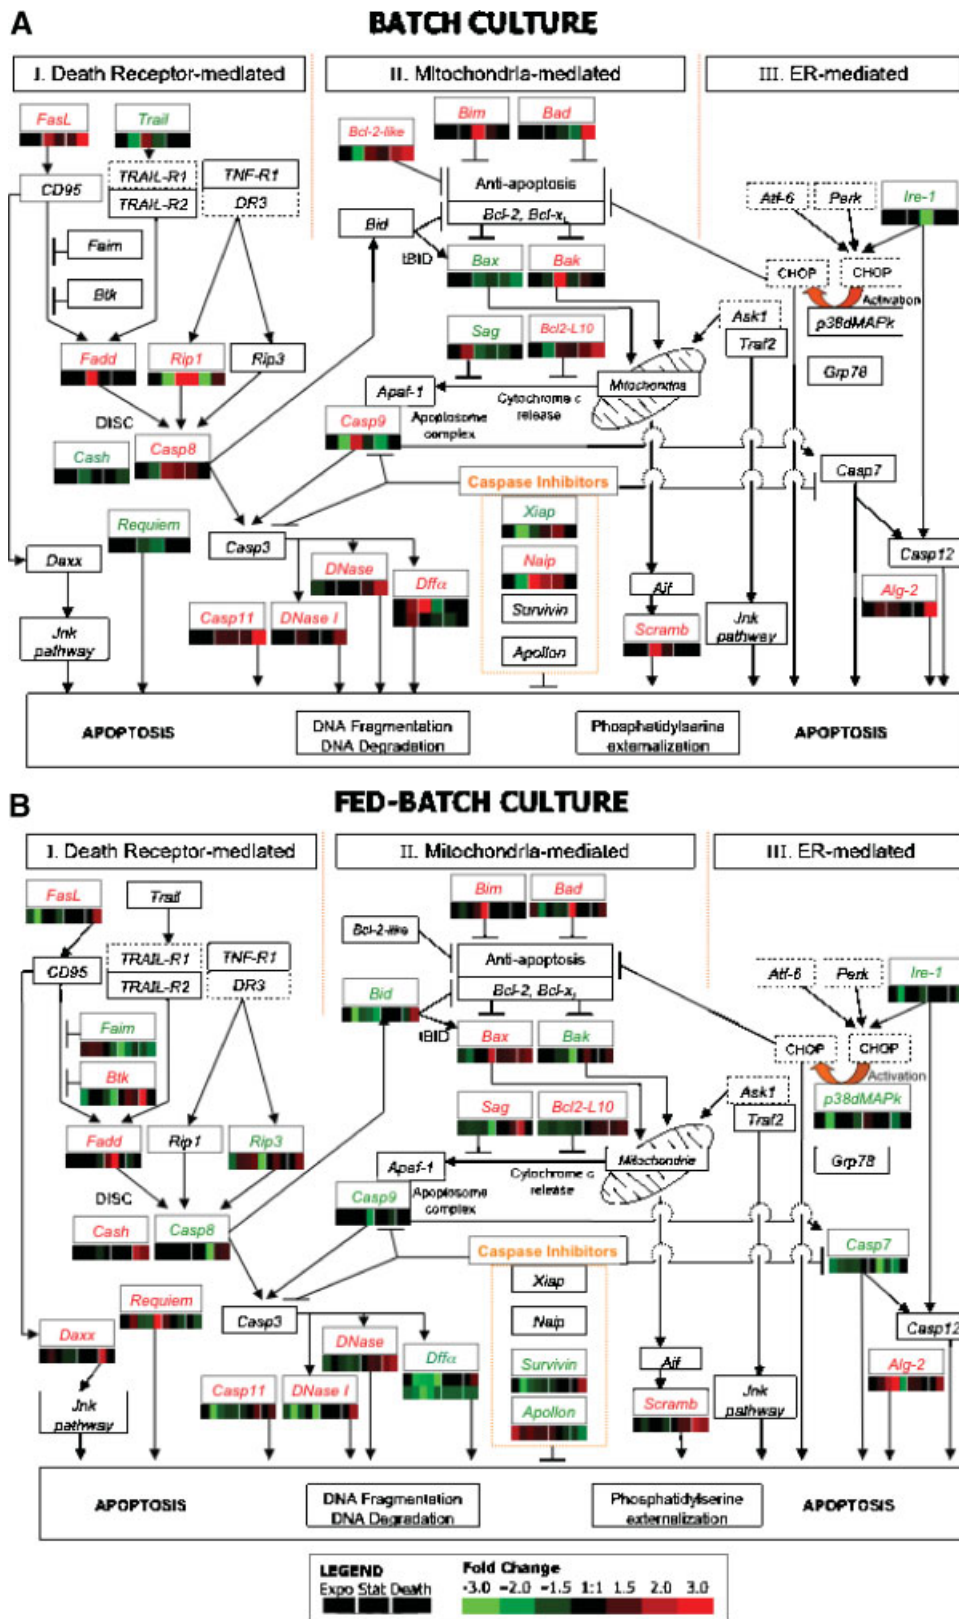 A
BATCH CULTURE
I. Death Receptor-mediated
II. Mitochondria-mediated
III. ER-mediated
FasL
Trail
Bcl-2-like
Bim
Bad
CD95
TRAIL-R1
TRAIL-R2
TNF-R1
DR3
Anti-apoptosis
Bcl-2, Bcl-xL
Atf-6
Perk
Ire-1
Faim
Btk
Bid
tBID
Bax
Bak
CHOP
CHOP
Activation
p38dMAPk
Grp78
Fadd
Rip1
Rip3
Sag
Bcl2-L10
Ask1
Traf2
Apaf-1
Cytochrome c
release
Mitochondria
DISC
Cash
Casp8
Casp9
Apoplosome
complex
Casp7
Caspase Inhibitors
Xiap
Naip
Survivin
Apollon
Requiem
Daxx
Casp3
DNase
Dffα
Casp12
Jnk
pathway
Casp11
DNase I
Aif
Scramb
Jnk
pathway
Alg-2
APOPTOSIS
DNA Fragmentation
DNA Degradation
Phosphatidylserine
externalization
APOPTOSIS
B
FED-BATCH CULTURE
I. Death Receptor-mediated
II. Mitochondria-mediated
III. ER-mediated
FasL
Trail
Bcl-2-like
Bim
Bad
CD95
TRAIL-R1
TRAIL-R2
TNF-R1
DR3
Anti-apoptosis
Bcl-2, Bcl-xL
Atf-6
Perk
Ire-1
Faim
Btk
Bid
tBID
Bax
Bak
CHOP
CHOP
Activation
p38dMAPk
Grp78
Fadd
Rip1
Rip3
Sag
Bcl2-L10
Ask1
Traf2
Apaf-1
Cytochrome c
release
Mitochondria
DISC
Cash
Casp8
Casp9
Apoplosome
complex
Casp7
Caspase Inhibitors
Xiap
Naip
Survivin
Apollon
Requiem
Daxx
Casp3
DNase
Dffα
Casp12
Jnk
pathway
Casp11
DNase I
Aif
Scramb
Jnk
pathway
Alg-2
APOPTOSIS
DNA Fragmentation
DNA Degradation
Phosphatidylserine
externalization
APOPTOSIS
LEGEND
Expo Stat Death
Fold Change
-3.0 -2.0 -1.5 1:1 1.5 2.0 3.0